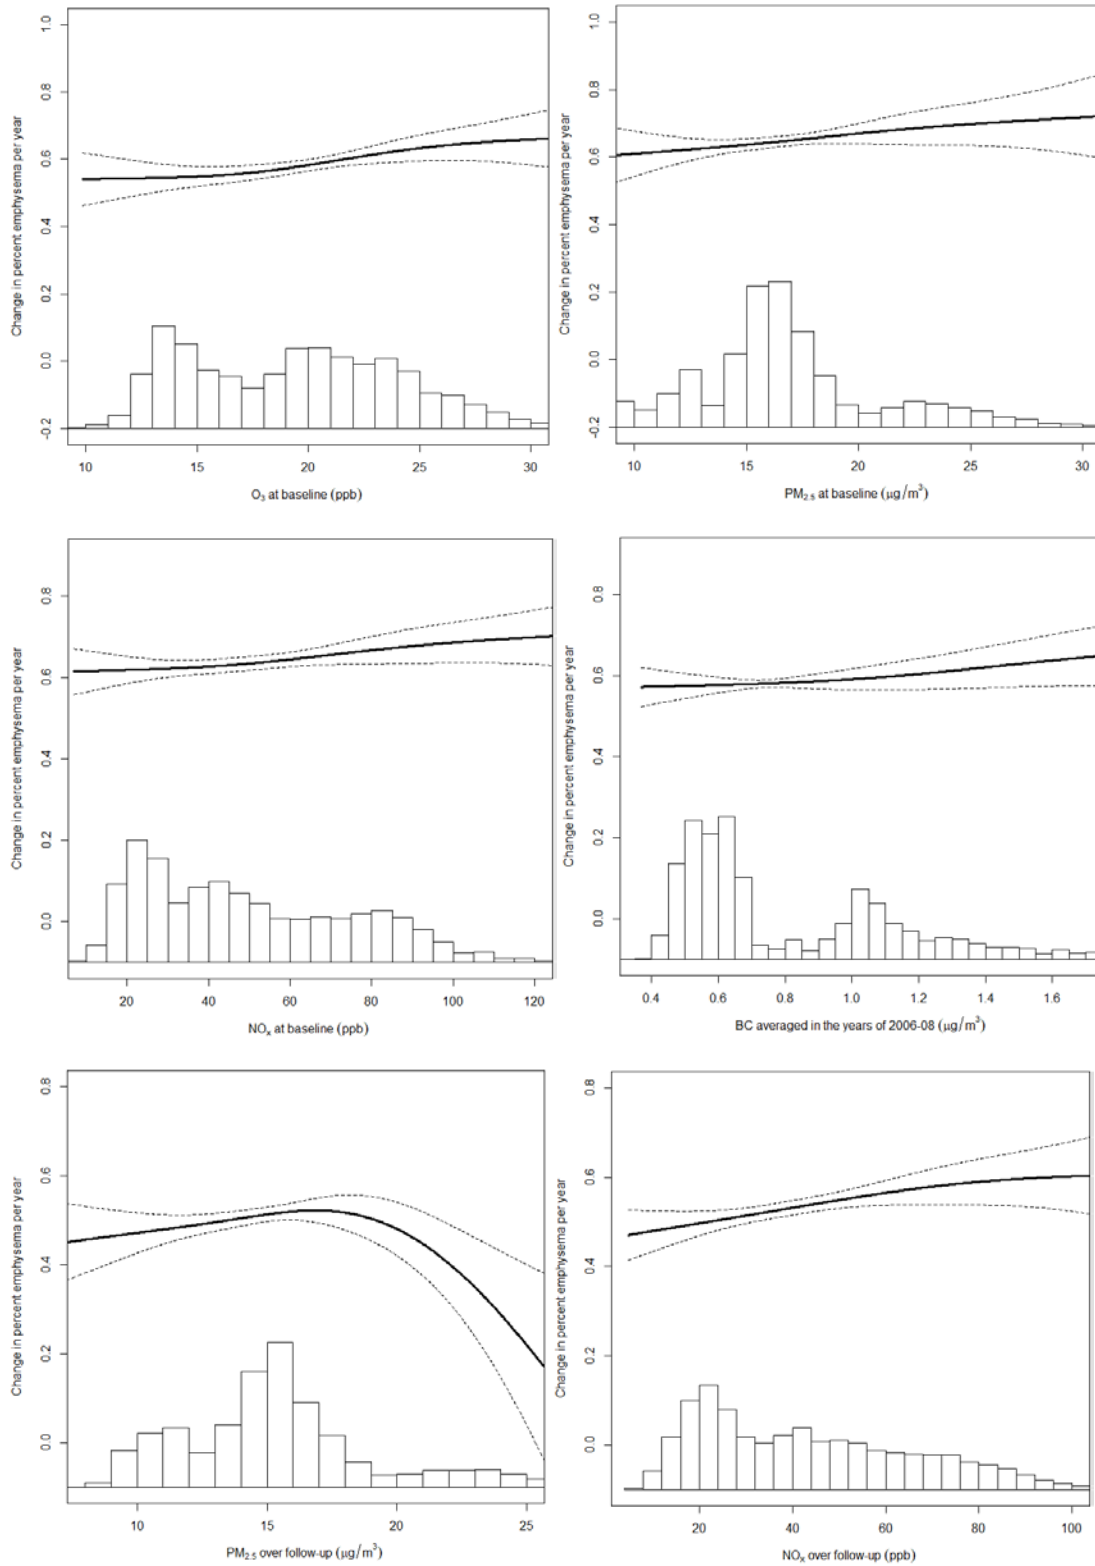 Change in percent emphysema per year
1.0
0.8
0.6
0.4
0.2
0.0
-0.2
10 15 20 25 30
O₃ at baseline (ppb)
Change in percent emphysema per year
1.0
0.8
0.6
0.4
0.2
0.0
-0.2
10 15 20 25 30
PM₂.₅ at baseline (μg/m³)
Change in percent emphysema per year
0.8
0.6
0.4
0.2
0.0
20 40 60 80 100 120
NOₓ at baseline (ppb)
Change in percent emphysema per year
0.8
0.6
0.4
0.2
0.0
0.4 0.6 0.8 1.0 1.2 1.4 1.6
BC averaged in the years of 2006-08 (μg/m³)
Change in percent emphysema per year
0.8
0.6
0.4
0.2
0.0
10 15 20 25
PM₂.₅ over follow-up (μg/m³)
Change in percent emphysema per year
0.8
0.6
0.4
0.2
0.0
20 40 60 80 100
NOₓ over follow-up (ppb)